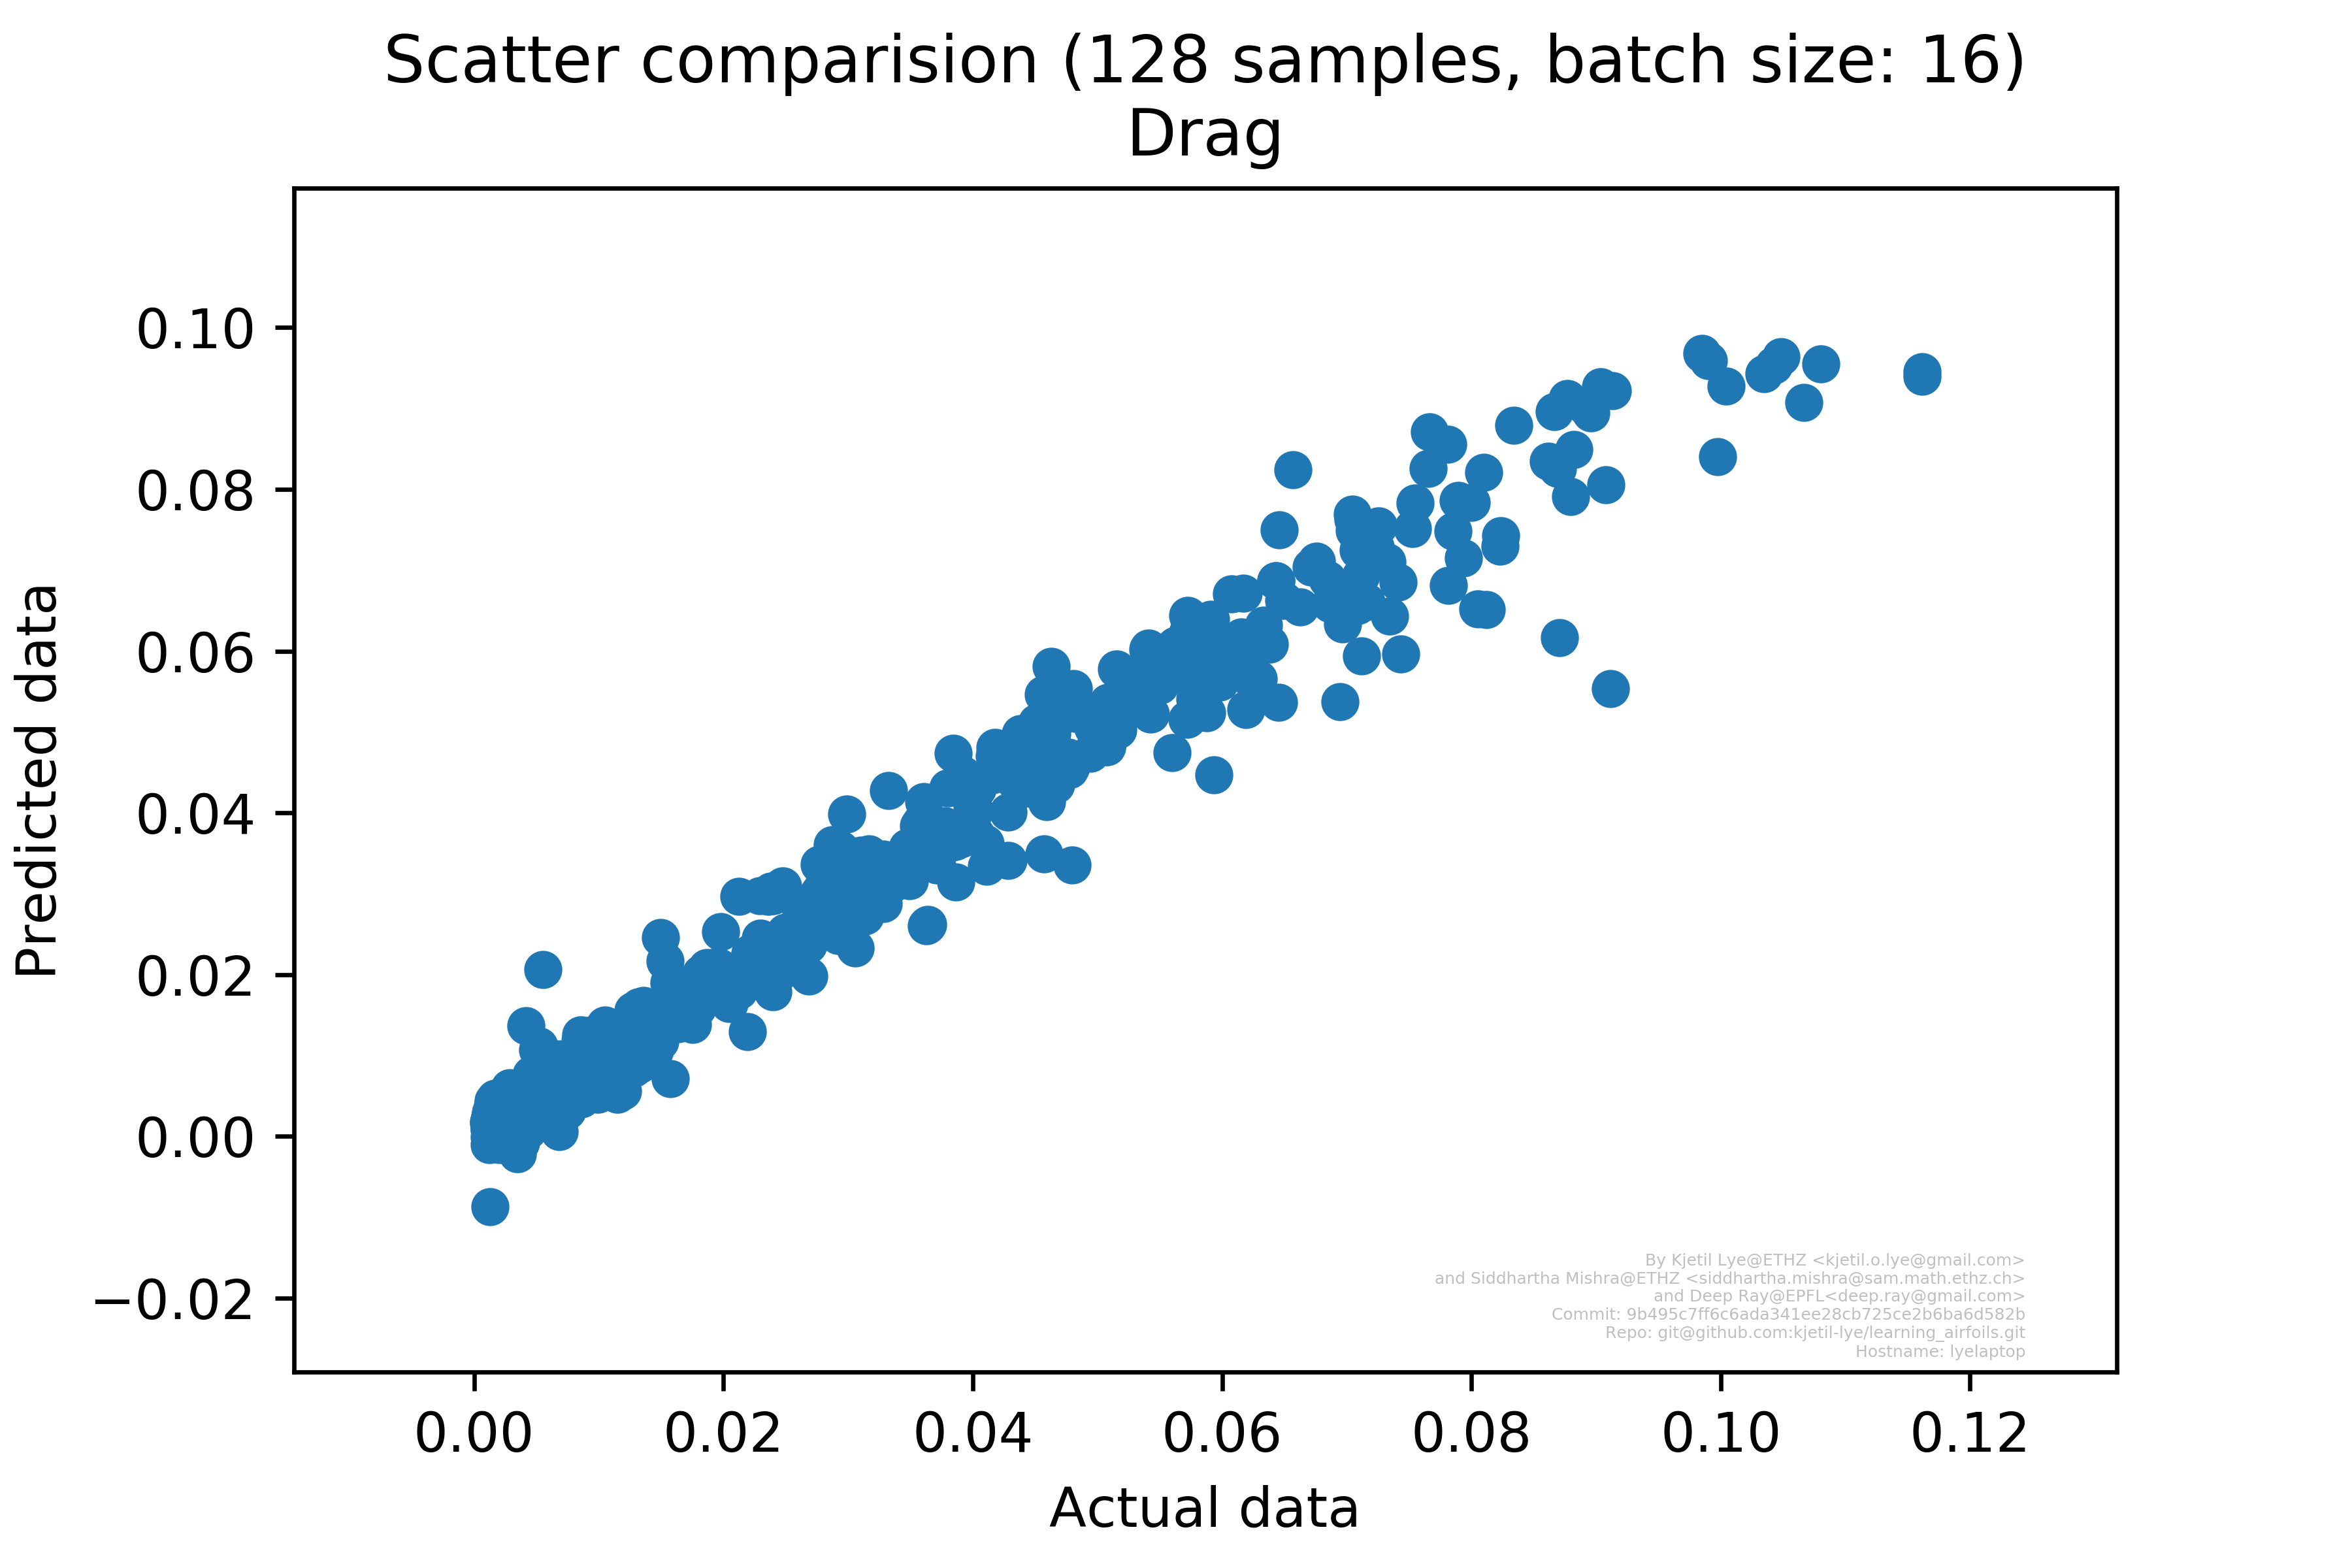 Scatter comparision (128 samples, batch size: 16)
Drag
0.10
0.08
0.06
0.04
0.02
0.00
−0.02
Predicted data
0.00 0.02 0.04 0.06 0.08 0.10 0.12
Actual data
By Kjetil Lye@ETHZ <kjetil.o.lye@gmail.com>
and Siddhartha Mishra@ETHZ <siddhartha.mishra@sam.math.ethz.ch>
and Deep Ray@EPFL<deep.ray@gmail.com>
Commit: 9b495c7ff6c6ada341ee28cb725ce2b6ba6d582b
Repo: git@github.com:kjetil-lye/learning_airfoils.git
Hostname: lyelaptop